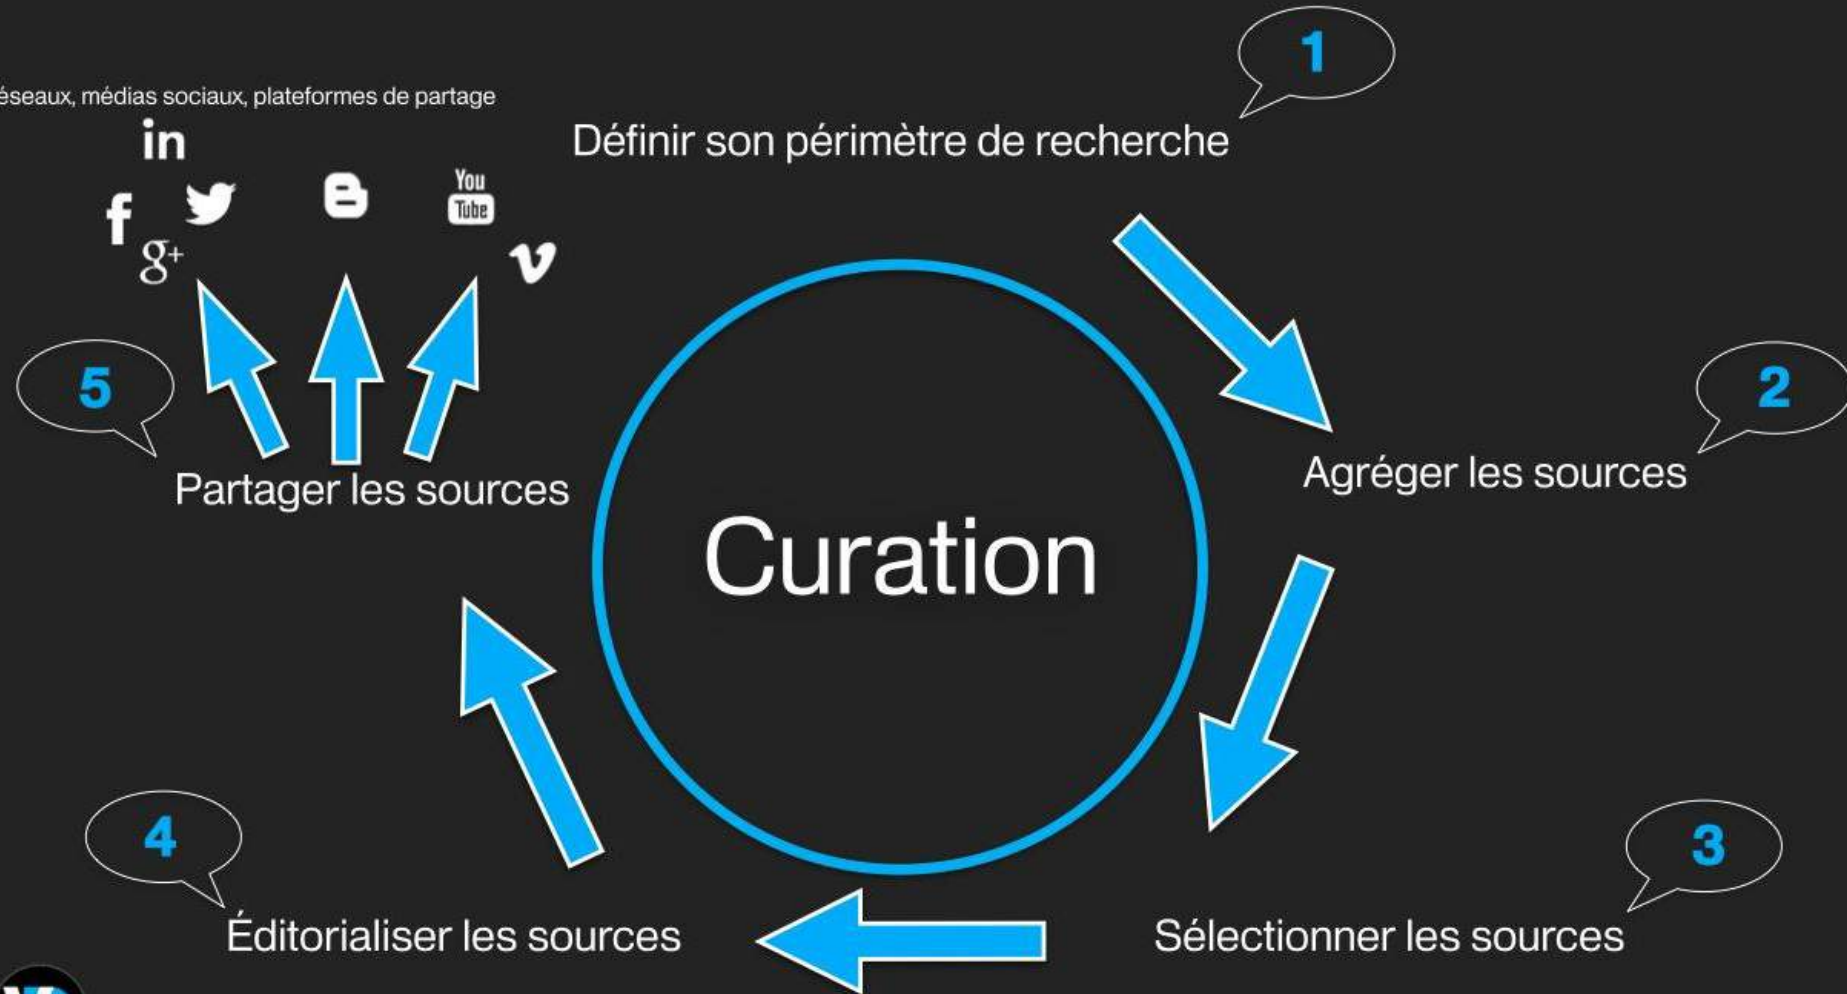 1
éseaux, médias sociaux, plateformes de partage
Définir son périmètre de recherche
in
f
You
Tube
g+
2
Agréger les sources
5
Partager les sources
Curation
3
Sélectionner les sources
4
Éditorialiser les sources